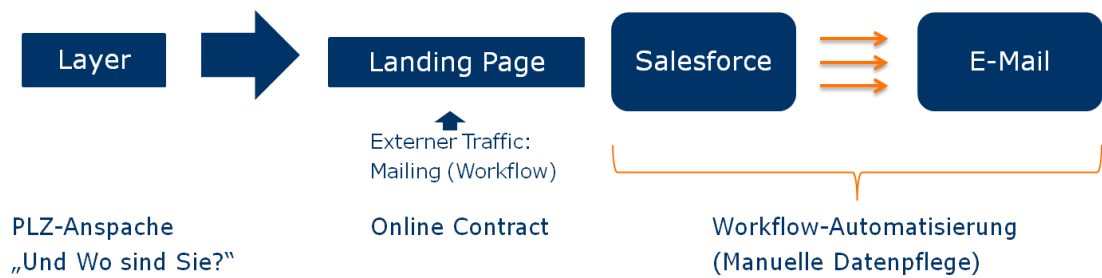 Layer
Landing Page
Salesforce
E-Mail
Externer Traffic:
Mailing (Workflow)
PLZ-Anspache
„Und Wo sind Sie?“
Online Contract
Workflow-Automatisierung
(Manuelle Datenpflege)